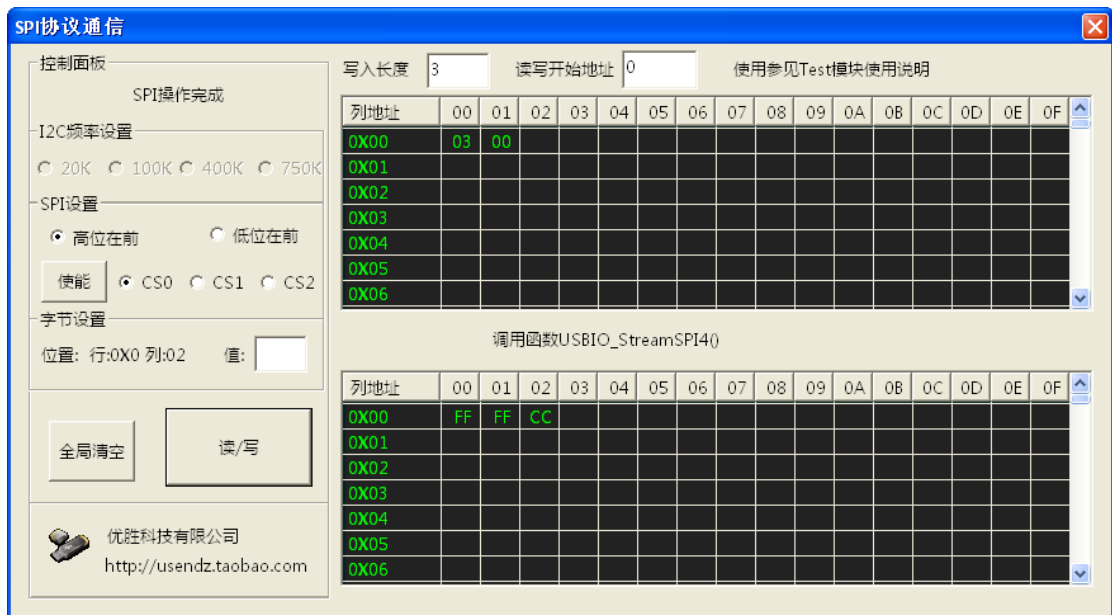 SPI协议通信
控制面板
SPI操作完成
I2C频率设置
20K 100K 400K 750K
SPI设置
高位在前 低位在前
使能 CS0 CS1 CS2
字节设置
位置: 行:0X0 列:02 值:
全局清空 读/写
优胜科技有限公司
http://usendz.taobao.com
写入长度 3 读写开始地址 0 使用参见Test模块使用说明
列地址 00 01 02 03 04 05 06 07 08 09 0A 0B 0C 0D 0E 0F
0X00 03 00
0X01
0X02
0X03
0X04
0X05
0X06
调用函数USBIO_StreamSPI4()
列地址 00 01 02 03 04 05 06 07 08 09 0A 0B 0C 0D 0E 0F
0X00 FF FF CC
0X01
0X02
0X03
0X04
0X05
0X06